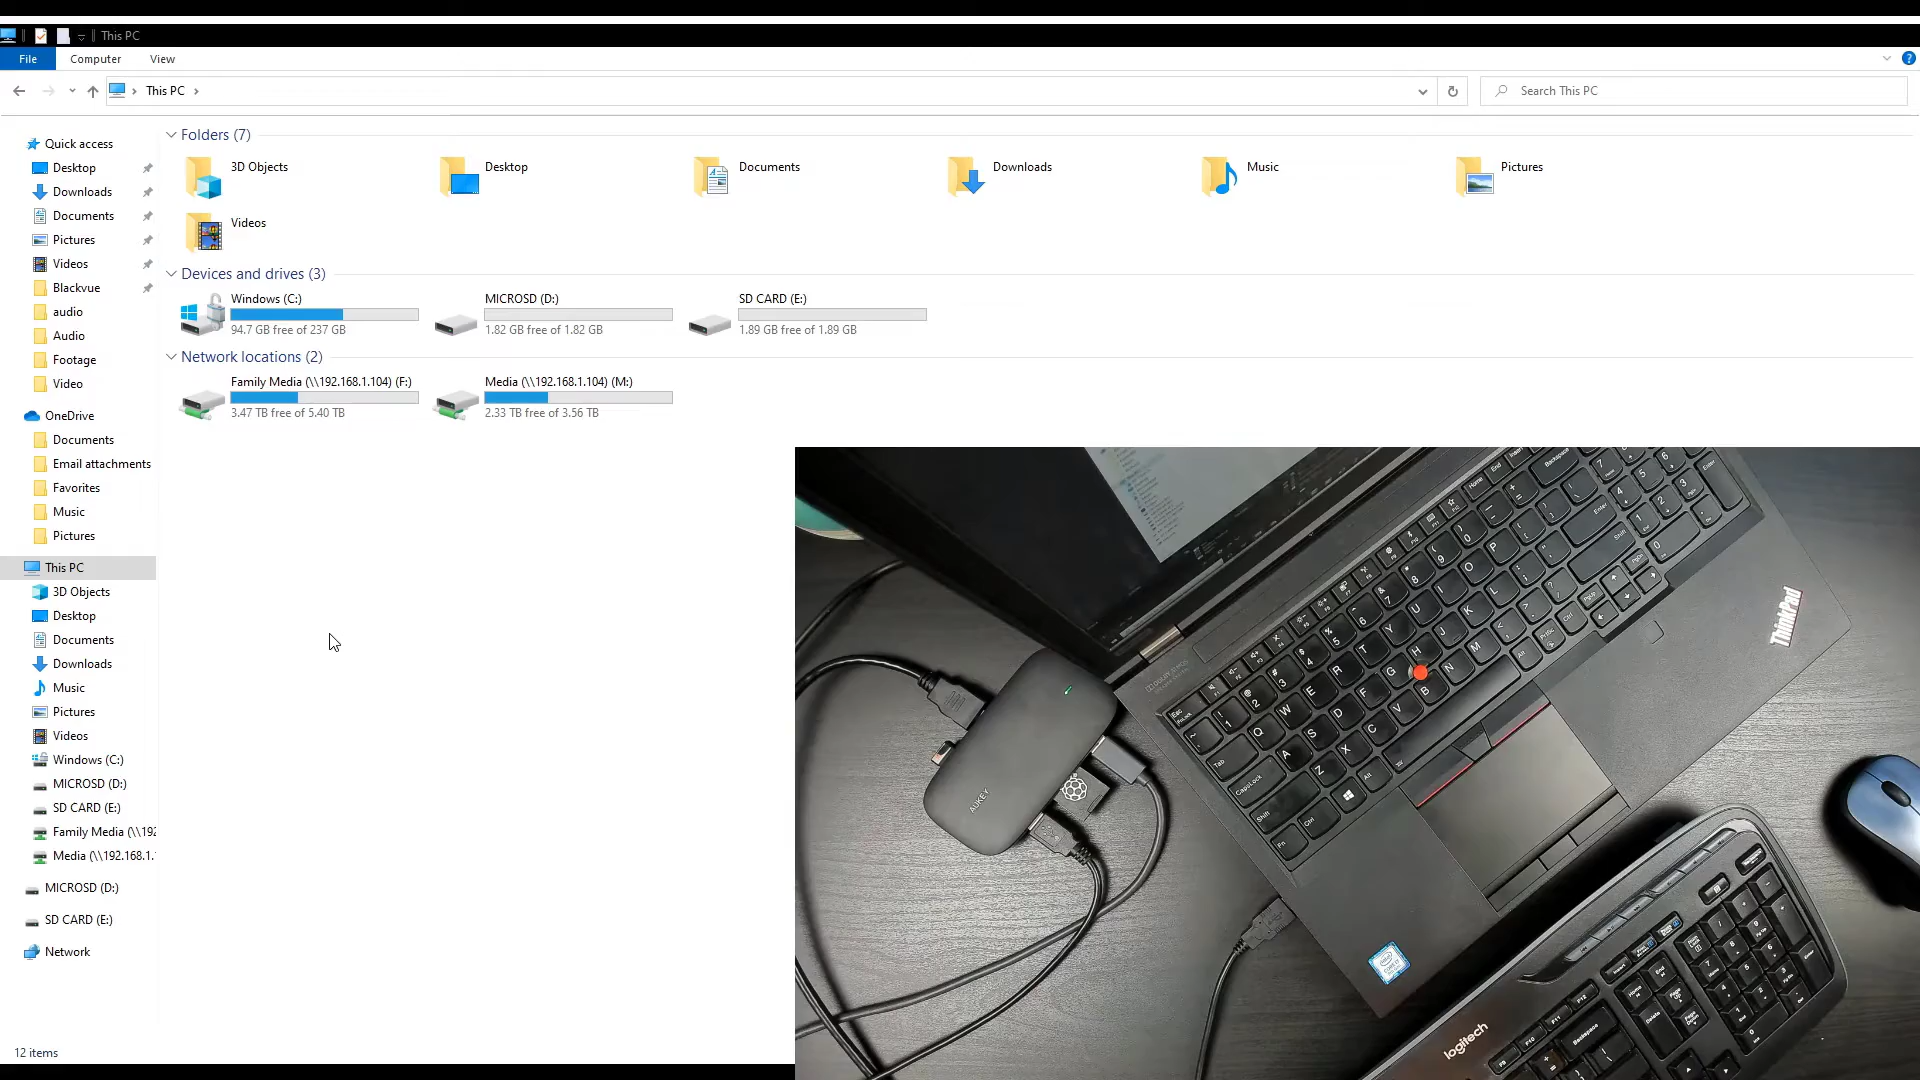 This PC
File Computer View
This PC
Search This PC
Quick access
Desktop
Downloads
Documents
Pictures
Videos
Blackvue
audio
Audio
Footage
Video
OneDrive
Documents
Email attachments
Favorites
Music
Pictures
This PC
3D Objects
Desktop
Documents
Downloads
Music
Pictures
Videos
Windows (C:)
MICROSD (D:)
SD CARD (E:)
Family Media (\\192
Media (\\192.168.1.
MICROSD (D:)
SD CARD (E:)
Network
12 items
Folders (7)
3D Objects
Desktop
Documents
Downloads
Music
Pictures
Videos
Devices and drives (3)
Windows (C:)
94.7 GB free of 237 GB
MICROSD (D:)
1.82 GB free of 1.82 GB
SD CARD (E:)
1.89 GB free of 1.89 GB
Network locations (2)
Family Media (\\192.168.1.104) (F:)
3.47 TB free of 5.40 TB
Media (\\192.168.1.104) (M:)
2.33 TB free of 3.56 TB
AUKEY
ThinkPad
logitech